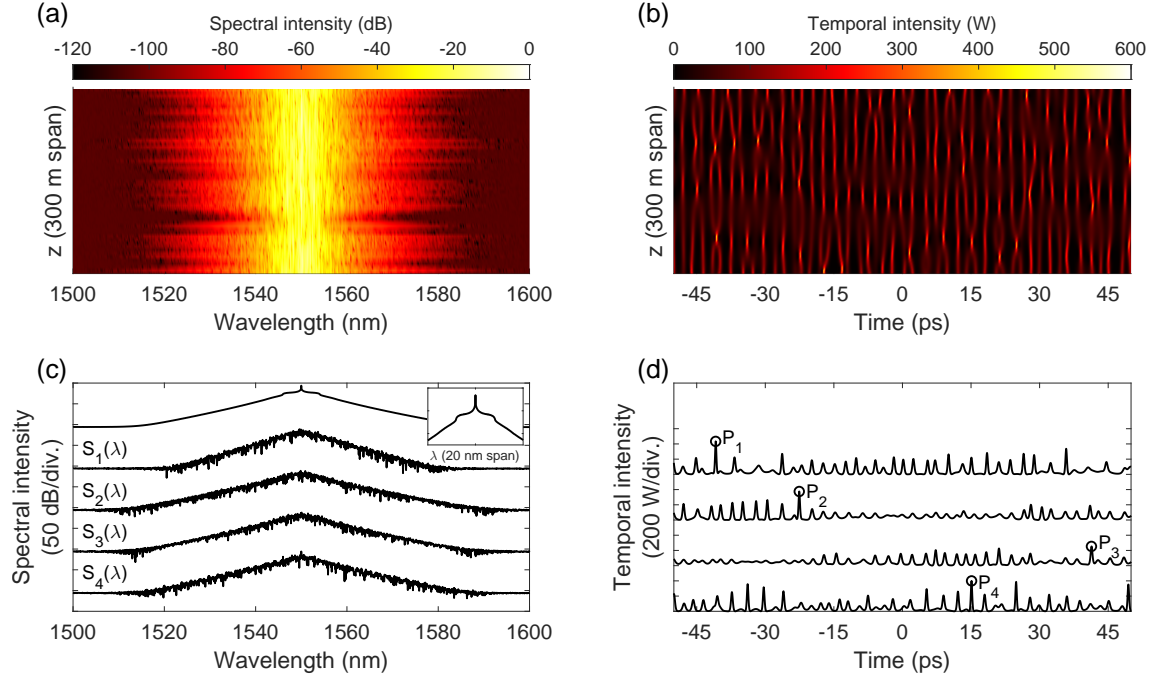 (a)
Spectral intensity (dB)
-120 -100 -80 -60 -40 -20 0
z (300 m span)
1500 1520 1540 1560 1580 1600
Wavelength (nm)
(b)
Temporal intensity (W)
0 100 200 300 400 500 600
z (300 m span)
-45 -30 -15 0 15 30 45
Time (ps)
(c)
Spectral intensity
(50 dB/div.)
λ (20 nm span)
S1(λ)
S2(λ)
S3(λ)
S4(λ)
1500 1520 1540 1560 1580 1600
Wavelength (nm)
(d)
Temporal intensity
(200 W/div.)
P1
P2
P3
P4
-45 -30 -15 0 15 30 45
Time (ps)